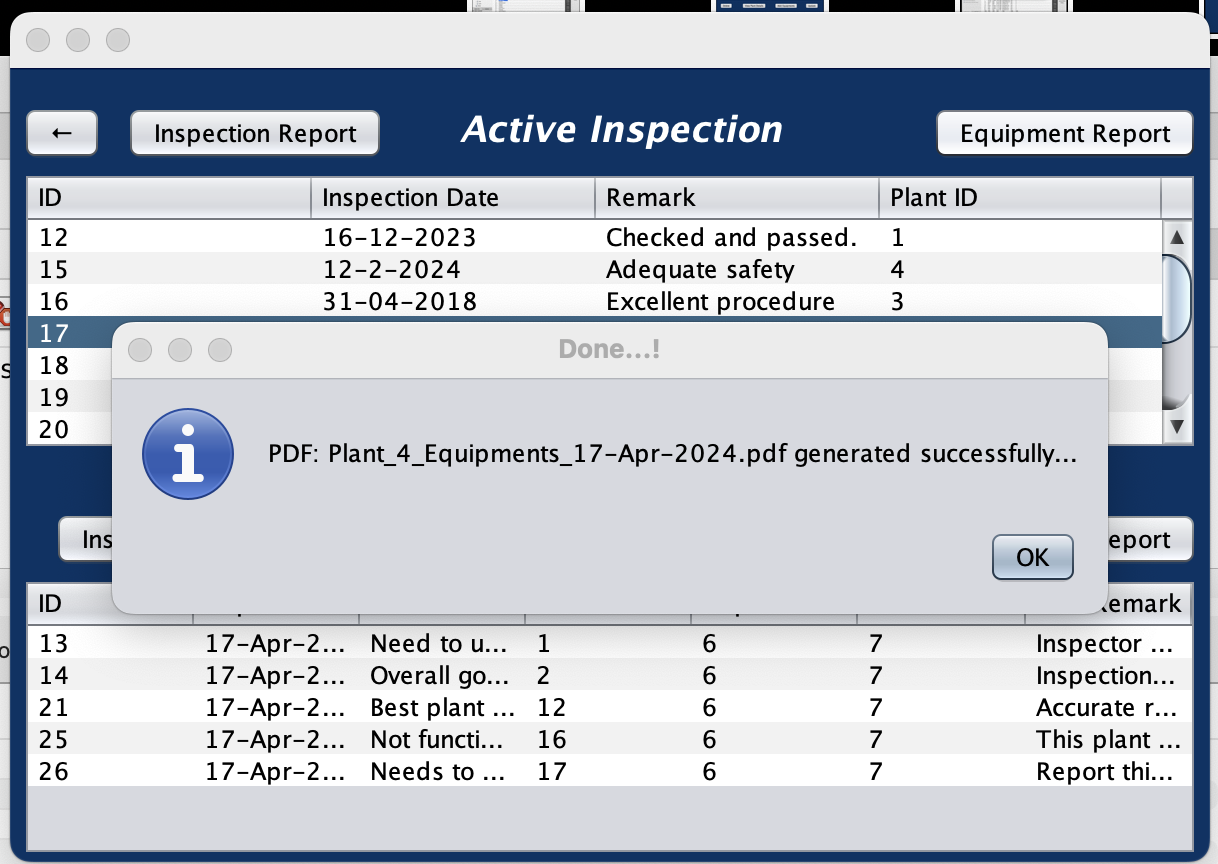 ← Inspection Report Active Inspection Equipment Report
ID Inspection Date Remark Plant ID
12 16-12-2023 Checked and passed. 1
15 12-2-2024 Adequate safety 4
16 31-04-2018 Excellent procedure 3
17
18
19
20
Done...!
PDF: Plant_4_Equipments_17-Apr-2024.pdf generated successfully...
OK
Ins eport
ID emark
13 17-Apr-2... Need to u... 1 6 7 Inspector ...
14 17-Apr-2... Overall go... 2 6 7 Inspection...
21 17-Apr-2... Best plant ... 12 6 7 Accurate r...
25 17-Apr-2... Not functi... 16 6 7 This plant ...
26 17-Apr-2... Needs to ... 17 6 7 Report thi...